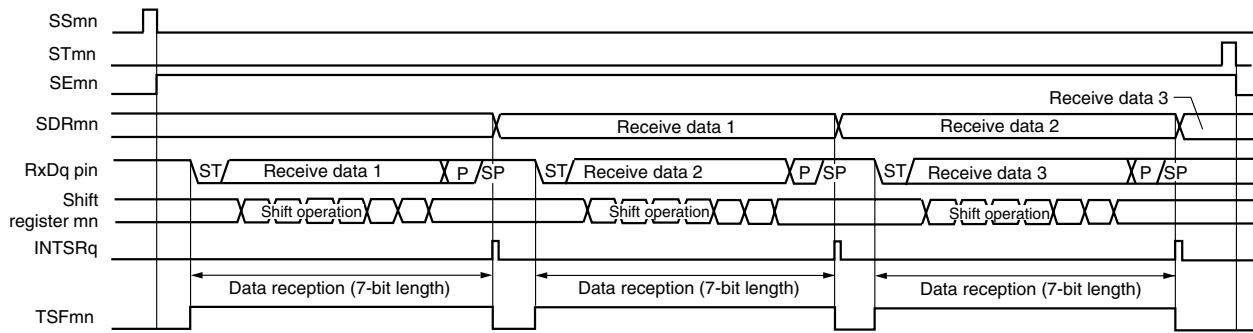 SSmn
STmn
SEmn
Receive data 3
SDRmn
Receive data 1
Receive data 2
RxDq pin
ST
Receive data 1
P
SP
ST
Receive data 2
P
SP
ST
Receive data 3
P
SP
Shift
register mn
Shift operation
Shift operation
Shift operation
INTSRq
Data reception (7-bit length)
Data reception (7-bit length)
Data reception (7-bit length)
TSFmn